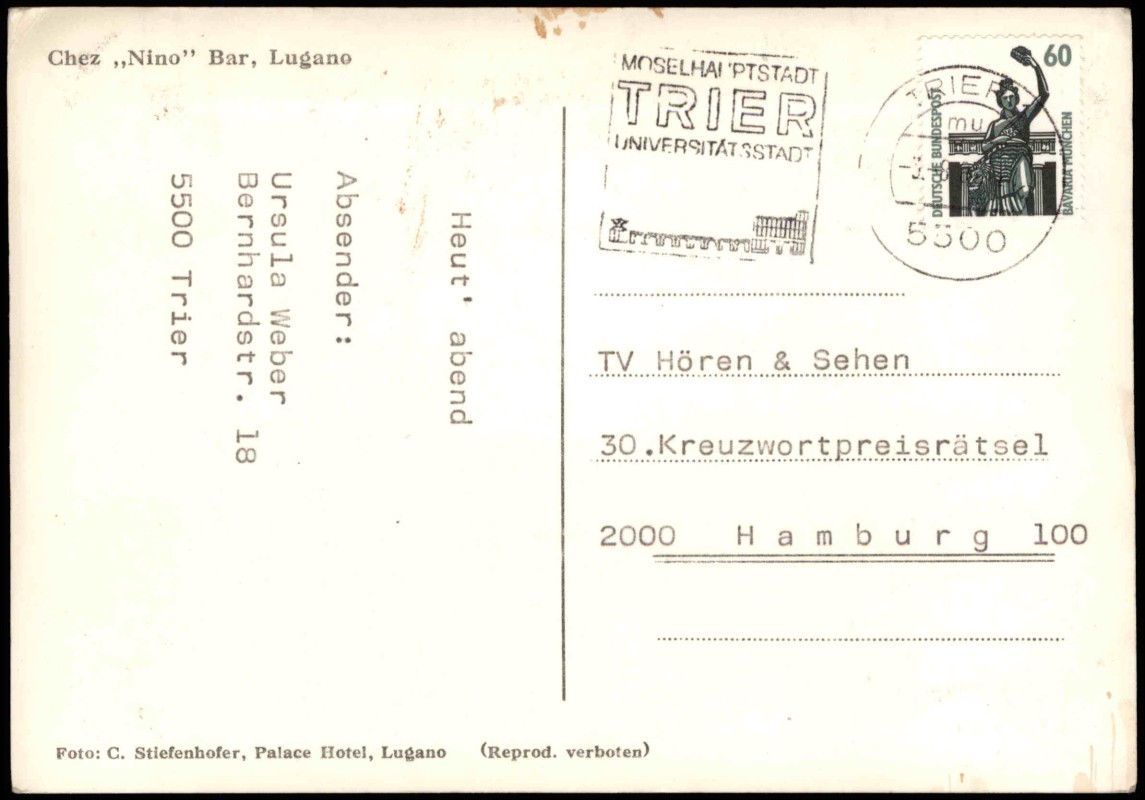 Chez „Nino” Bar, Lugano
Heut' abend
Absender:
Ursula Weber
Bernhardstr. 18
5500 Trier
Foto: C. Stiefenhofer, Palace Hotel, Lugano (Reprod. verboten)
MOSELHAUPTSTADT
TRIER
UNIVERSITÄTSSTADT
TRIER
mu
5500
60
DEUTSCHE BUNDESPOST
BAVARIA MÜNCHEN
TV Hören & Sehen
30.Kreuzwortpreisrätsel
2000 Hamburg 100